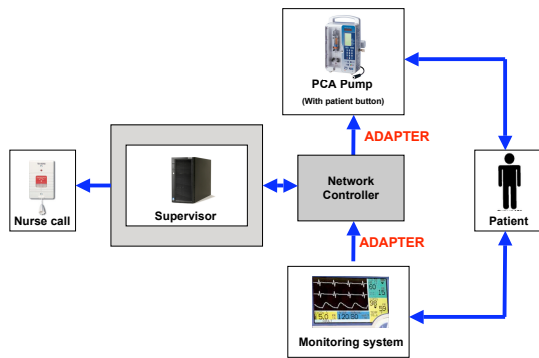 PCA Pump
(With patient button)
ADAPTER
Nurse call
Supervisor
Network
Controller
Patient
ADAPTER
Monitoring system